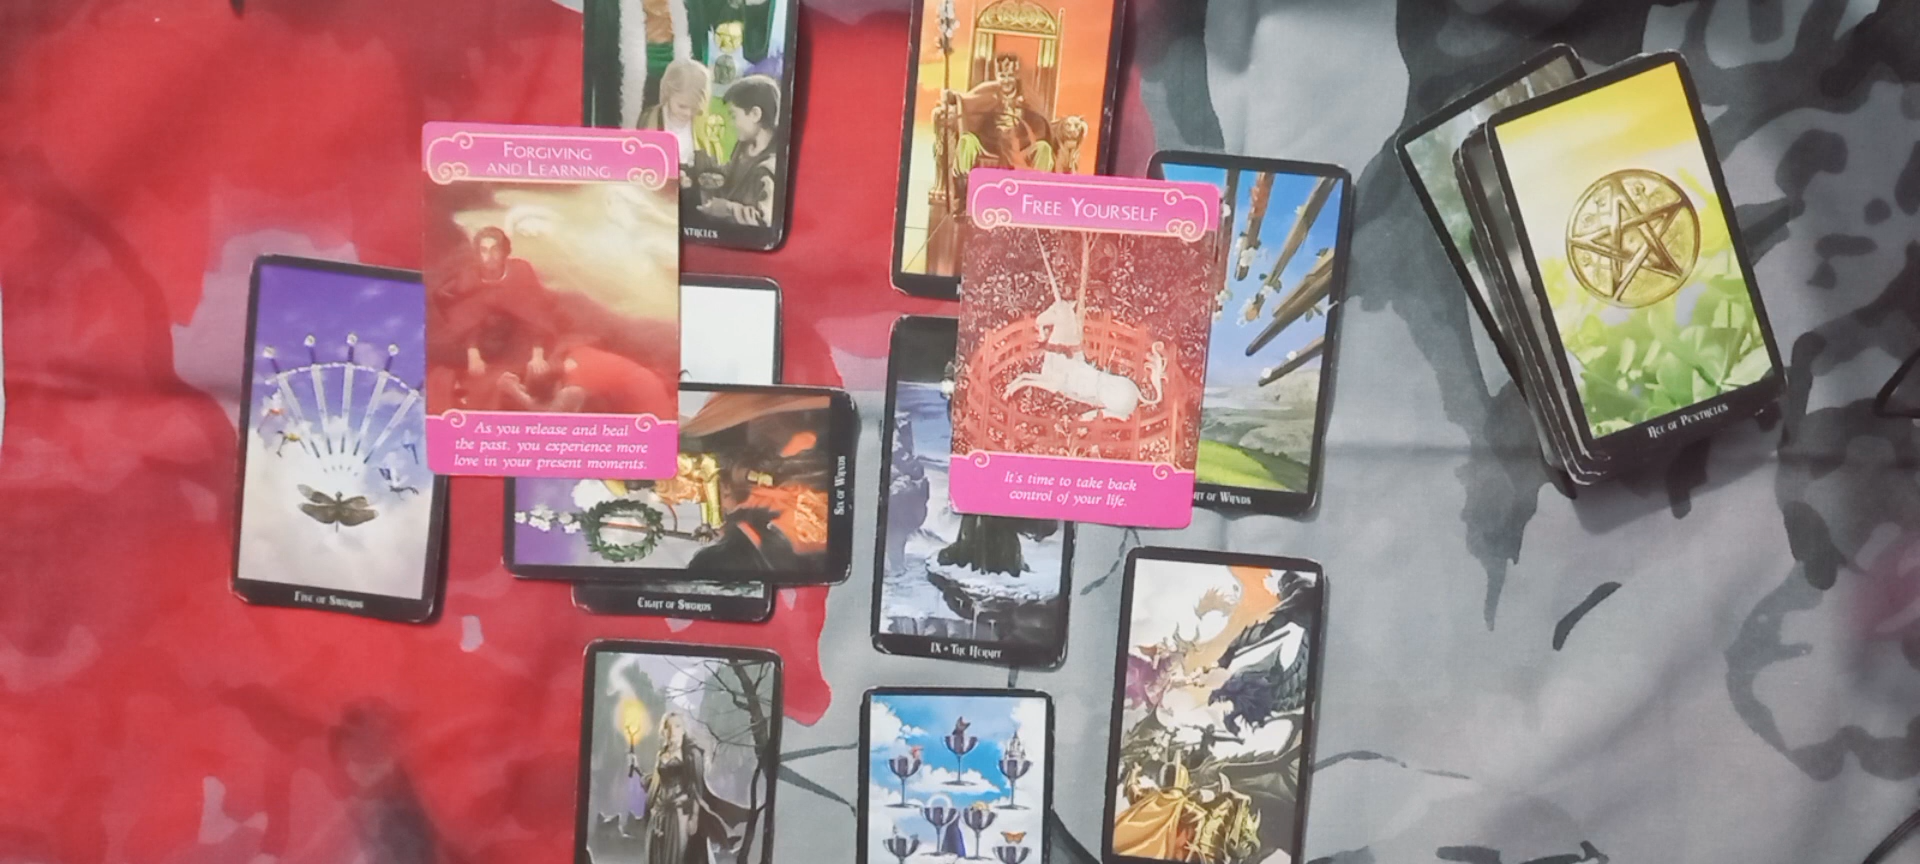 FORGIVING
AND LEARNING
As you release and heal
the past, you experience more
love in your present moments.
FREE YOURSELF
It's time to take back
control of your life.
FIVE OF SWORDS
SIX OF WANDS
EIGHT OF SWORDS
IX • THE HERMIT
OF WANDS
ACE OF PENTACLES